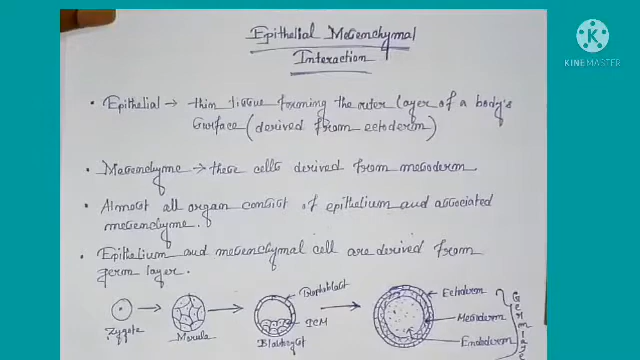 Epithelial Mesenchymal
Interaction
KINEMASTER
• Epithelial → thin tissue forming the outer layer of a body's
surface (derived from ectoderm)
• Mesenchyme → these cells derived from mesoderm
• Almost all organ consist of epithelium and associated
mesenchyme.
• Epithelium and mesenchymal cell are derived from
germ layer.
Zygote
Morula
Trophoblast
ICM
Blastocyst
Ectoderm
Mesoderm
Endoderm